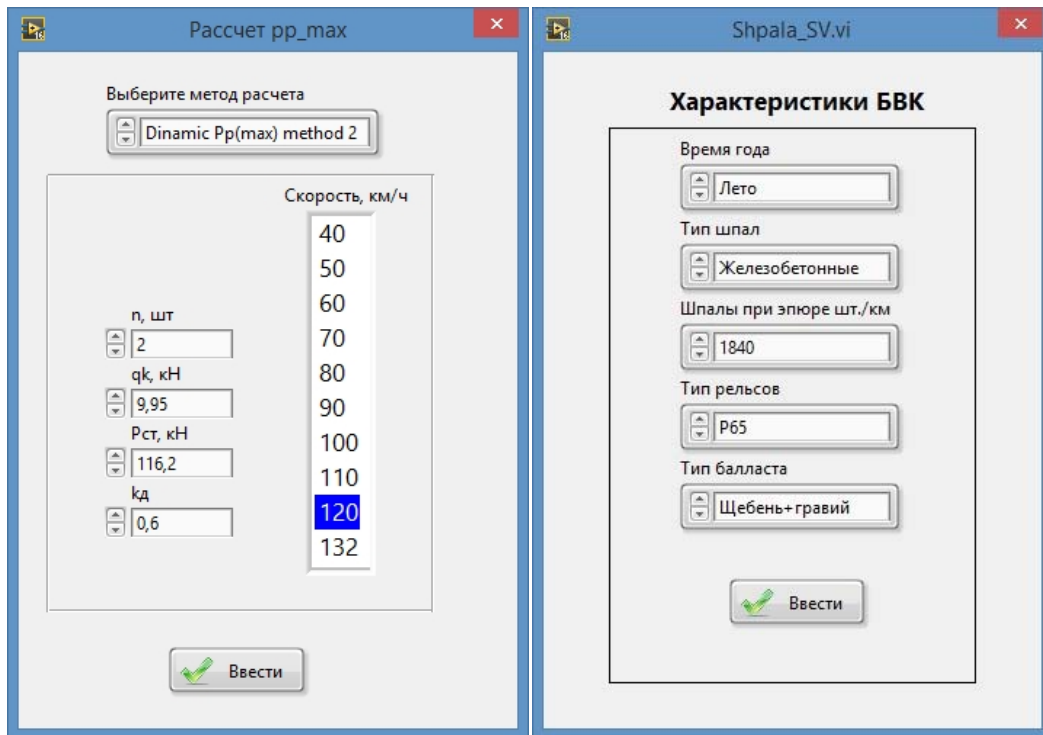 Рассчет pp_max
Выберите метод расчета
Dinamic Pp(max) method 2
Скорость, км/ч
40
50
60
70
80
90
100
110
120
132
n, шт
2
qk, кН
9,95
Рст, кН
116,2
kд
0,6
Ввести
Shpala_SV.vi
Характеристики БВК
Время года
Лето
Тип шпал
Железобетонные
Шпалы при эпюре шт./км
1840
Тип рельсов
Р65
Тип балласта
Щебень+гравий
Ввести